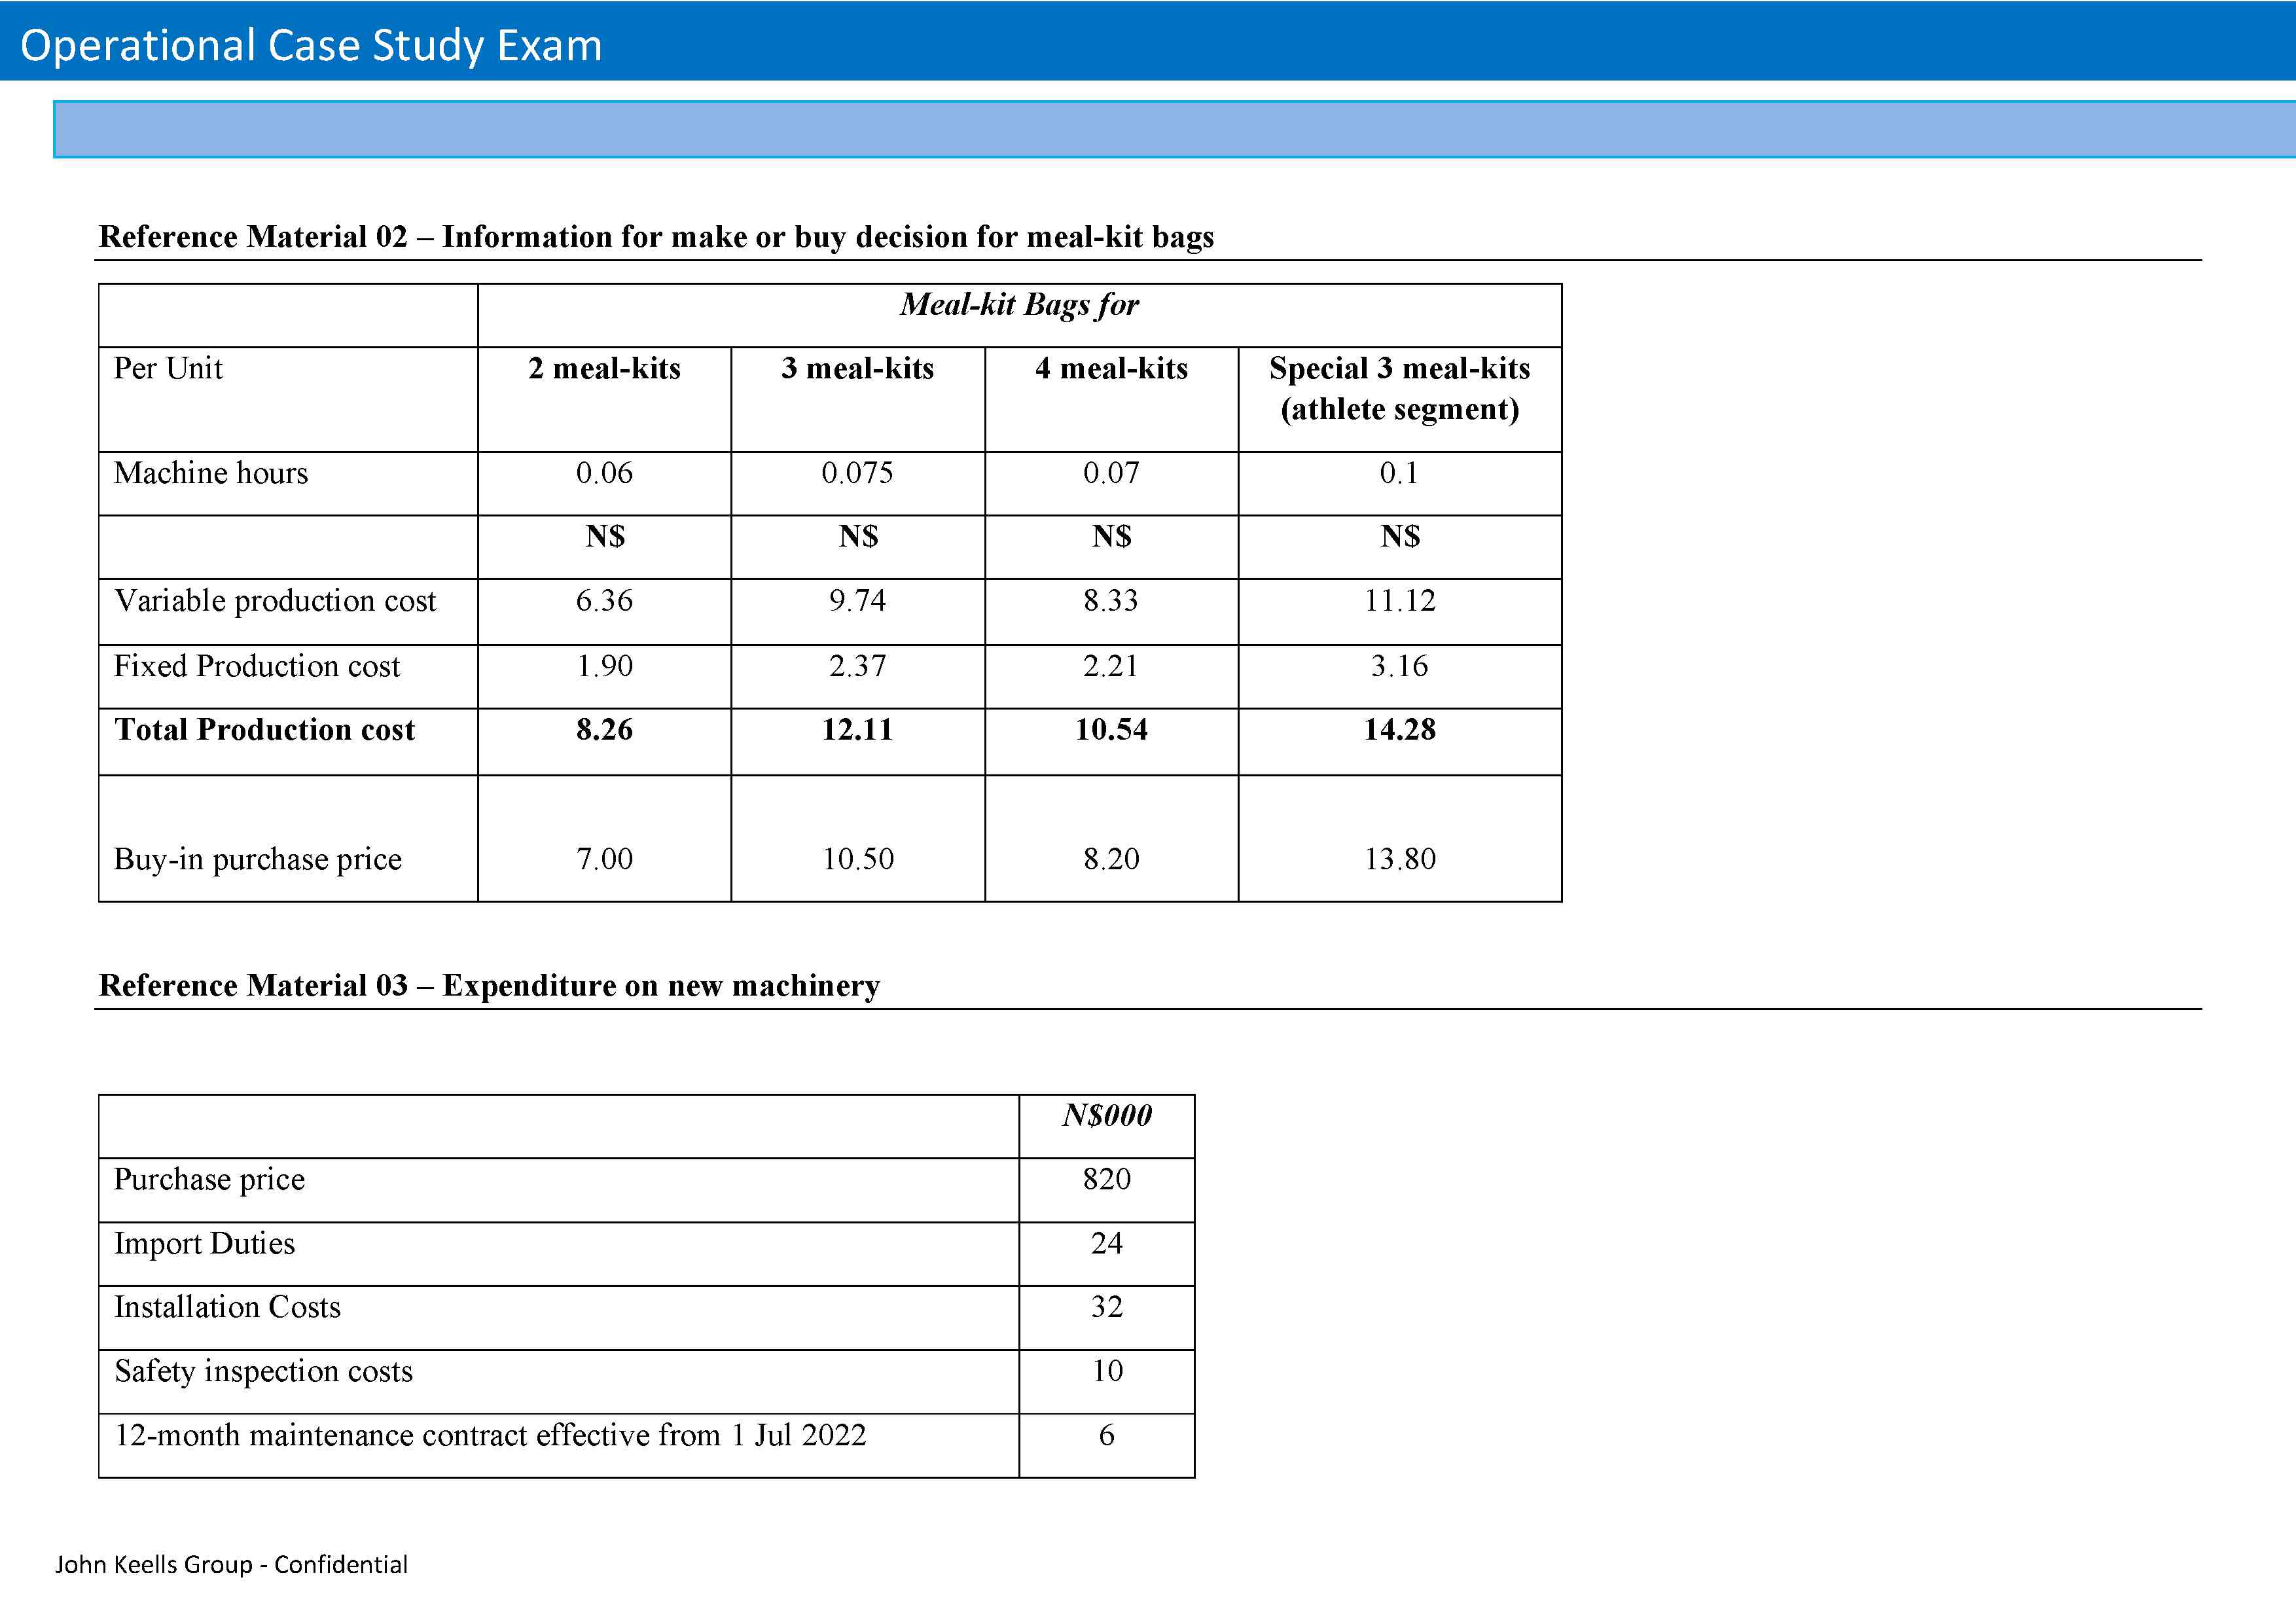 Operational Case Study Exam
Reference Material 02 – Information for make or buy decision for meal-kit bags
Meal-kit Bags for
Per Unit 2 meal-kits 3 meal-kits 4 meal-kits Special 3 meal-kits
(athlete segment)
Machine hours 0.06 0.075 0.07 0.1
N$ N$ N$ N$
Variable production cost 6.36 9.74 8.33 11.12
Fixed Production cost 1.90 2.37 2.21 3.16
Total Production cost 8.26 12.11 10.54 14.28
Buy-in purchase price 7.00 10.50 8.20 13.80
Reference Material 03 – Expenditure on new machinery
N$000
Purchase price 820
Import Duties 24
Installation Costs 32
Safety inspection costs 10
12-month maintenance contract effective from 1 Jul 2022 6
John Keells Group - Confidential